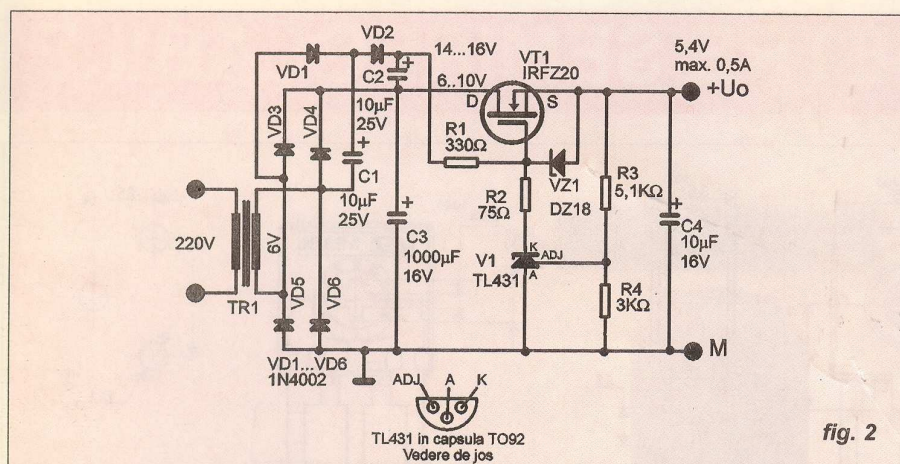 VD2
VD1
14...16V
C2
10µF
25V
6..10V
D
VT1
IRFZ20
S
5,4V
max. 0,5A
+Uo
VD3
VD4
C1
10µF
25V
R1
330Ω
R2
75Ω
VZ1
DZ18
R3
5,1KΩ
C4
10µF
16V
220V
6V
TR1
C3
1000µF
16V
V1
TL431
K
ADJ
A
R4
3KΩ
VD5
VD6
VD1...VD6
1N4002
M
ADJ
A
K
TL431 in capsula TO92
Vedere de jos
fig. 2